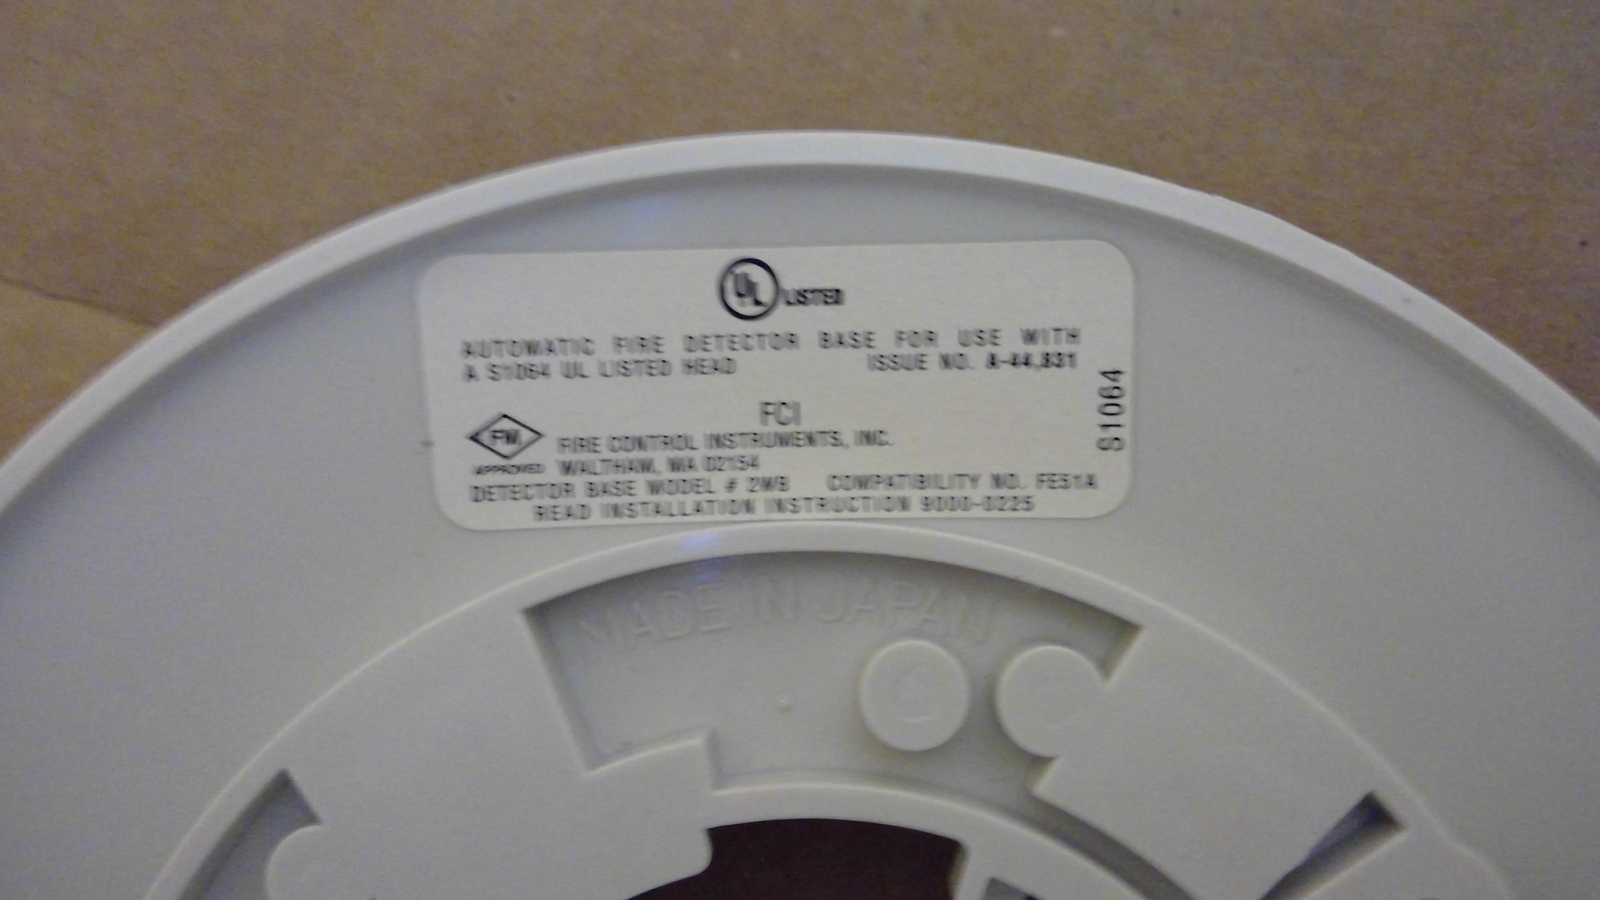 UL LISTED
AUTOMATIC FIRE DETECTOR BASE FOR USE WITH
A S1064 UL LISTED HEAD ISSUE NO. A-44,831
S1064
FCI
FM FIRE CONTROL INSTRUMENTS, INC.
APPROVED WALTHAM, MA 02154
DETECTOR BASE MODEL # 2WB COMPATIBILITY NO. FE51A
READ INSTALLATION INSTRUCTION 9000-0225
MADE IN JAPAN